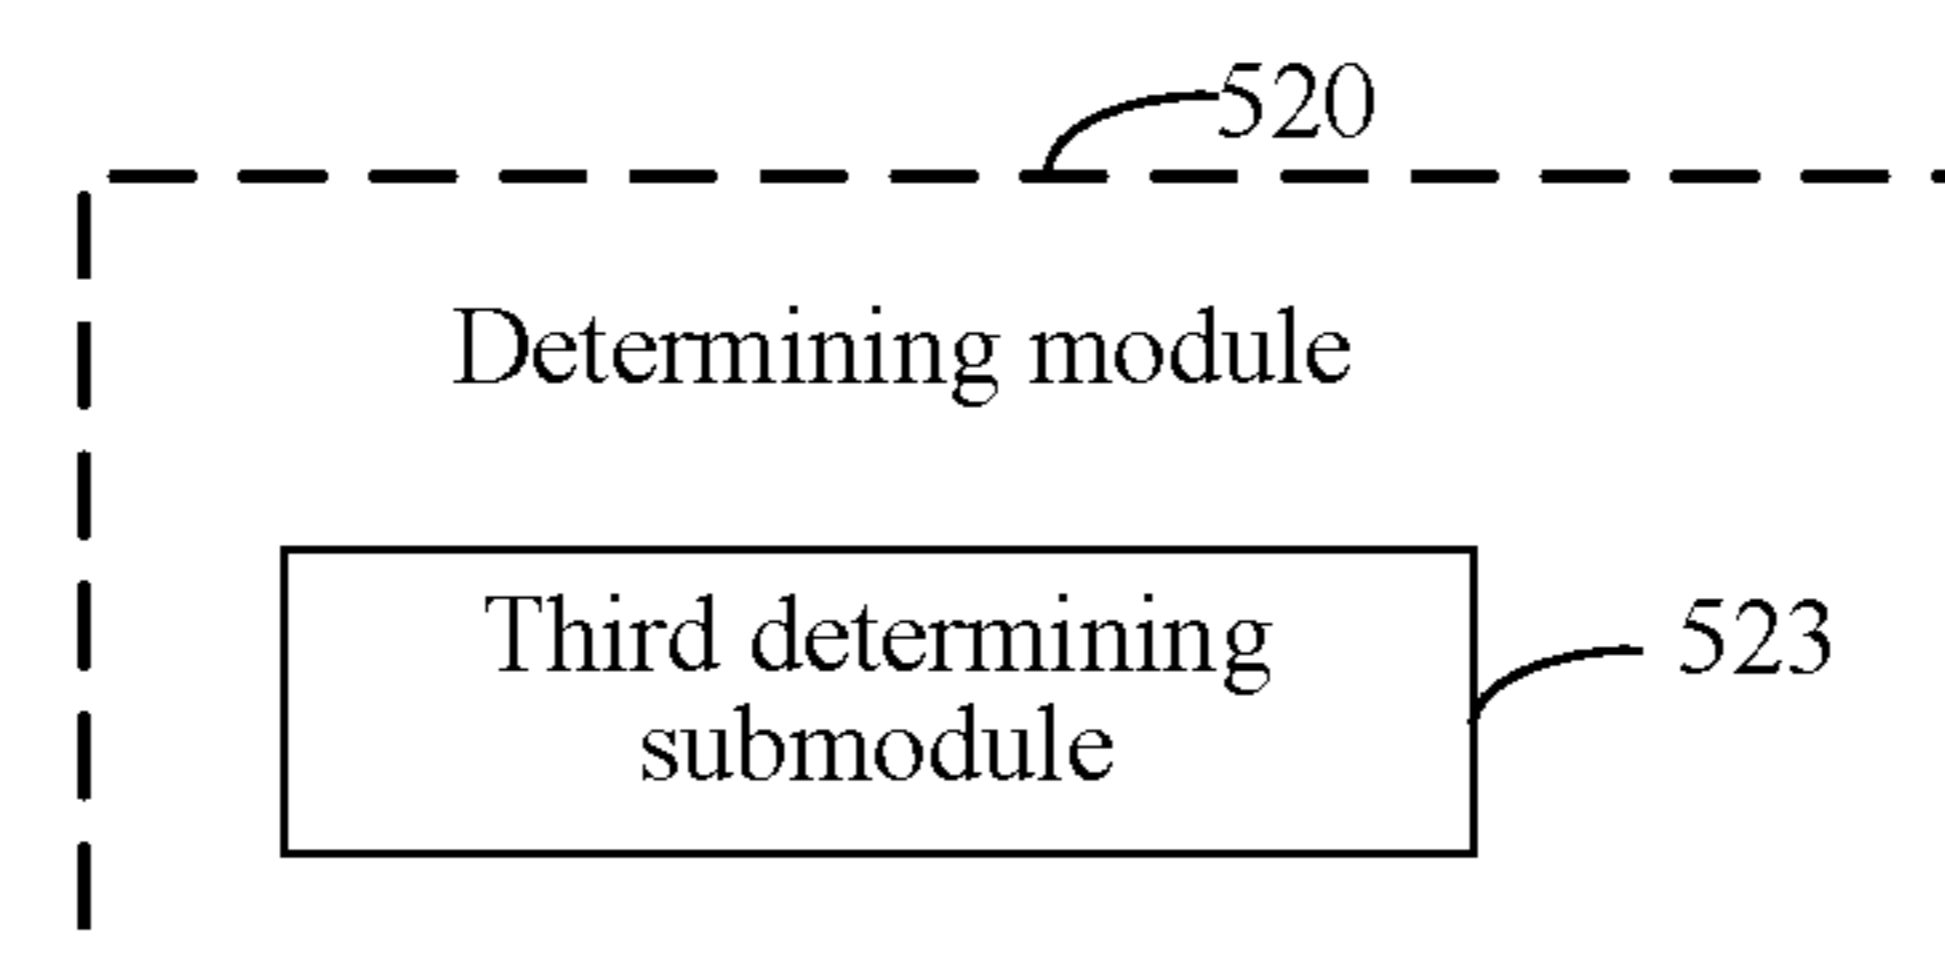 520
Determining module
Third determining
submodule
523